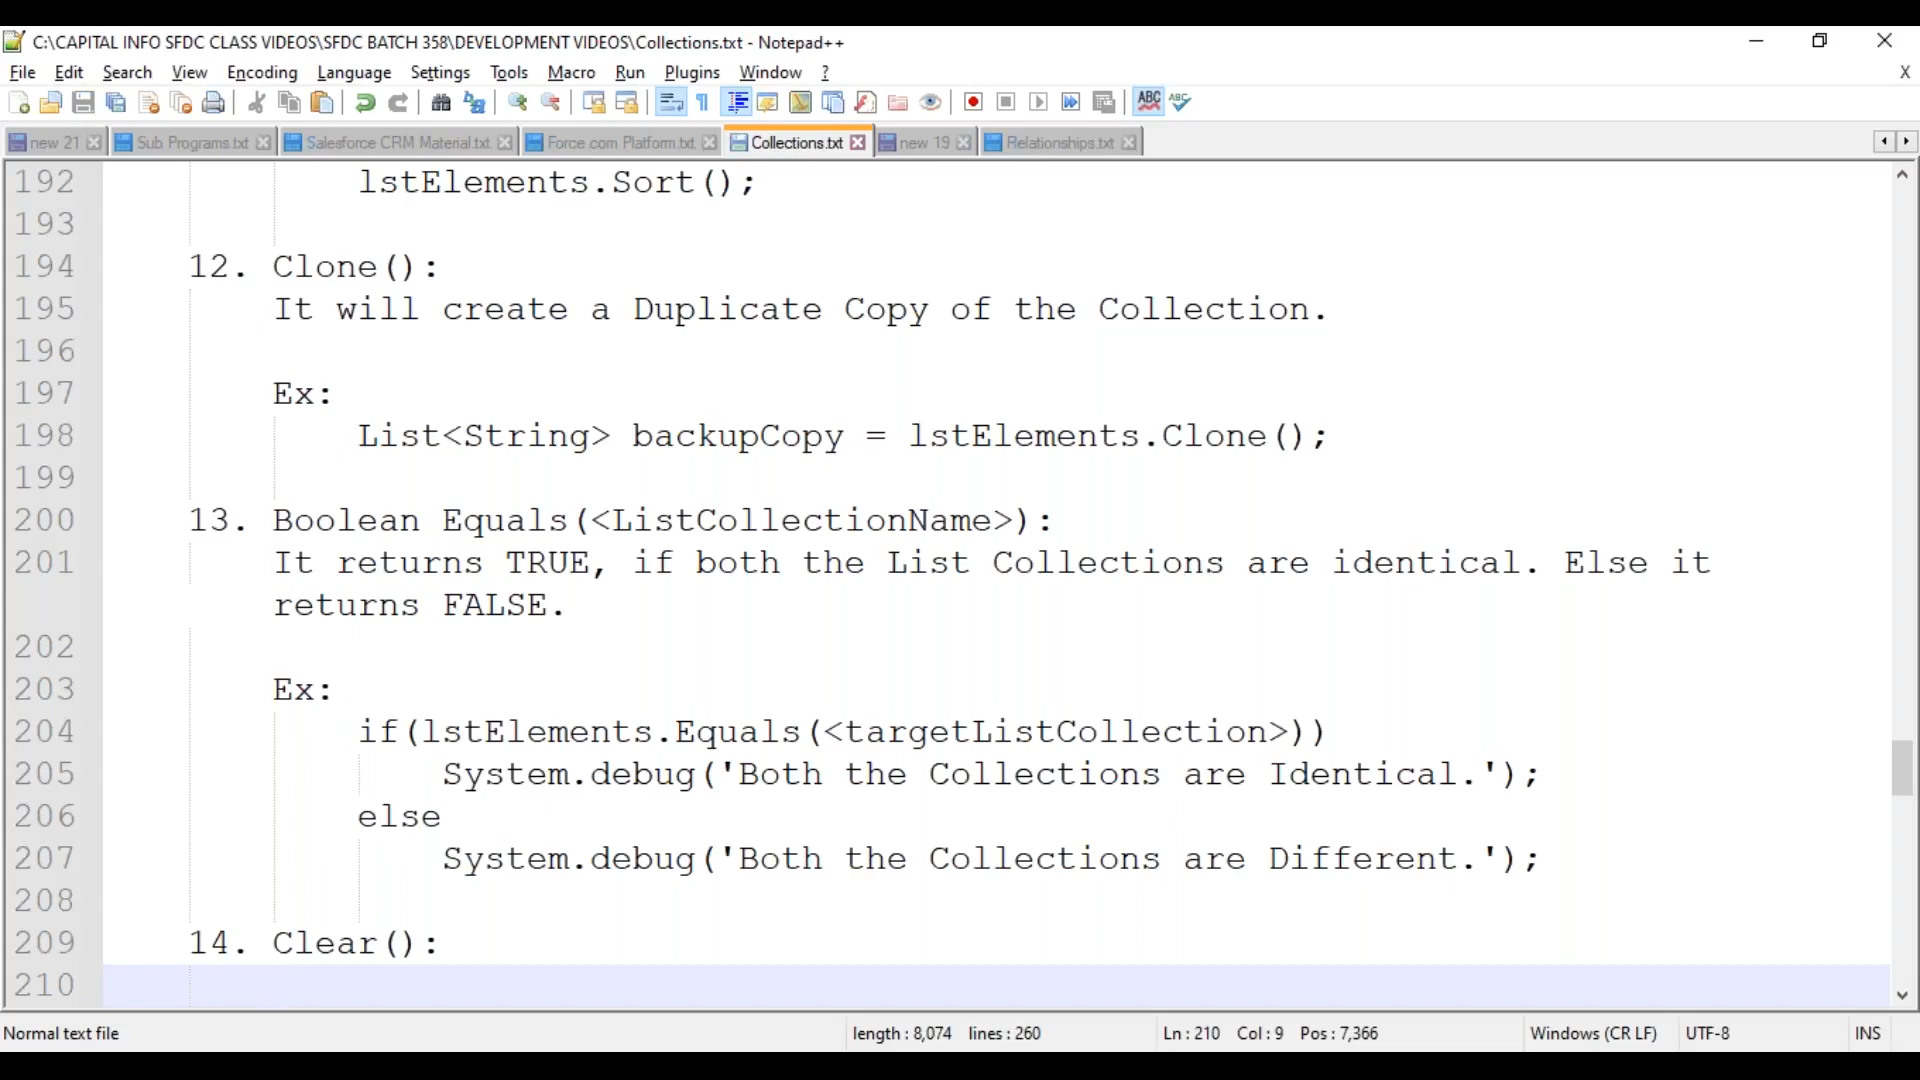 C:\CAPITAL INFO SFDC CLASS VIDEOS\SFDC BATCH 358\DEVELOPMENT VIDEOS\Collections.txt - Notepad++
File Edit Search View Encoding Language Settings Tools Macro Run Plugins Window ? X
new 21 Sub Programs.txt Salesforce CRM Material.txt Force.com Platform.txt Collections.txt new 19 Relationships.txt
192 lstElements.Sort();
193
194 12. Clone():
195 It will create a Duplicate Copy of the Collection.
196
197 Ex:
198 List<String> backupCopy = lstElements.Clone();
199
200 13. Boolean Equals(<ListCollectionName>):
201 It returns TRUE, if both the List Collections are identical. Else it
returns FALSE.
202
203 Ex:
204 if(lstElements.Equals(<targetListCollection>))
205 System.debug('Both the Collections are Identical.');
206 else
207 System.debug('Both the Collections are Different.');
208
209 14. Clear():
210
Normal text file length : 8,074 lines : 260 Ln : 210 Col : 9 Pos : 7,366 Windows (CR LF) UTF-8 INS